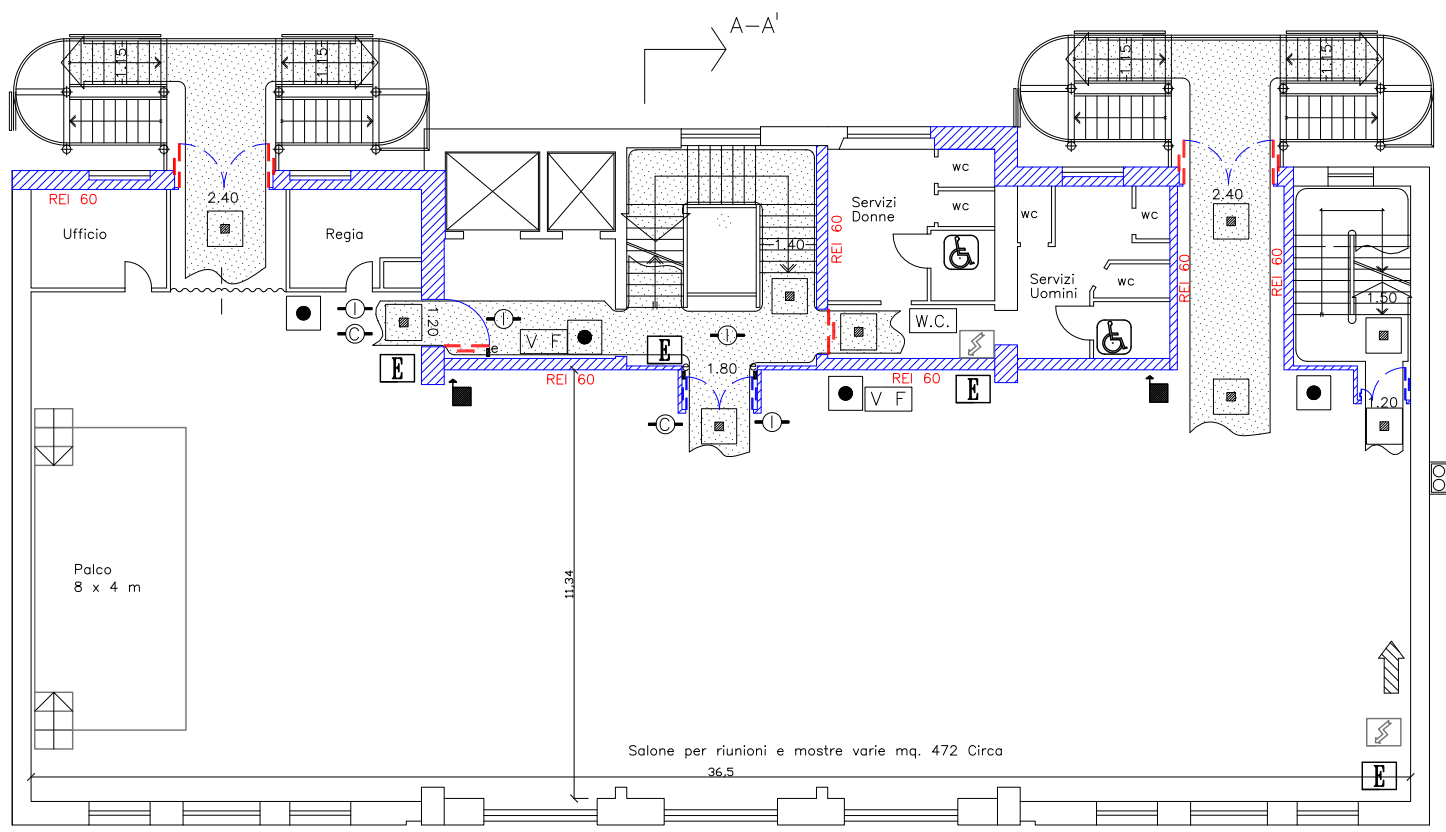 A-A'
1.15
1.15
1.15
1.15
REI 60
2.40
Ufficio
Regia
1.40
REI 60
Servizi
Donne
wc
wc
wc
wc
wc
Servizi
Uomini
2.40
REI 60
REI 60
1.50
I
C
1.20
I
e
V F
E
I
W.C.
E
REI 60
1.80
REI 60
V F
E
1.20
C
I
Palco
8 x 4 m
11,34
Salone per riunioni e mostre varie mq. 472 Circa
36,5
E